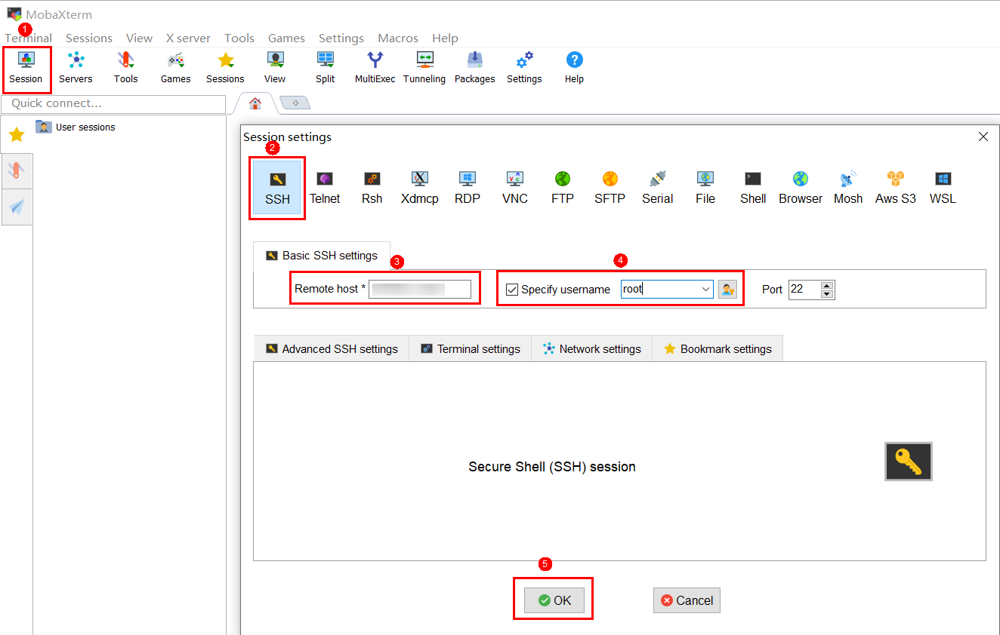 MobaXterm
1
Terminal Sessions View X server Tools Games Settings Macros Help
Session Servers Tools Games Sessions View Split MultiExec Tunneling Packages Settings Help
Quick connect...
User sessions
Session settings
2
SSH Telnet Rsh Xdmcp RDP VNC FTP SFTP Serial File Shell Browser Mosh Aws S3 WSL
Basic SSH settings
3
4
Remote host * Specify username root Port 22
Advanced SSH settings Terminal settings Network settings Bookmark settings
Secure Shell (SSH) session
5
OK Cancel